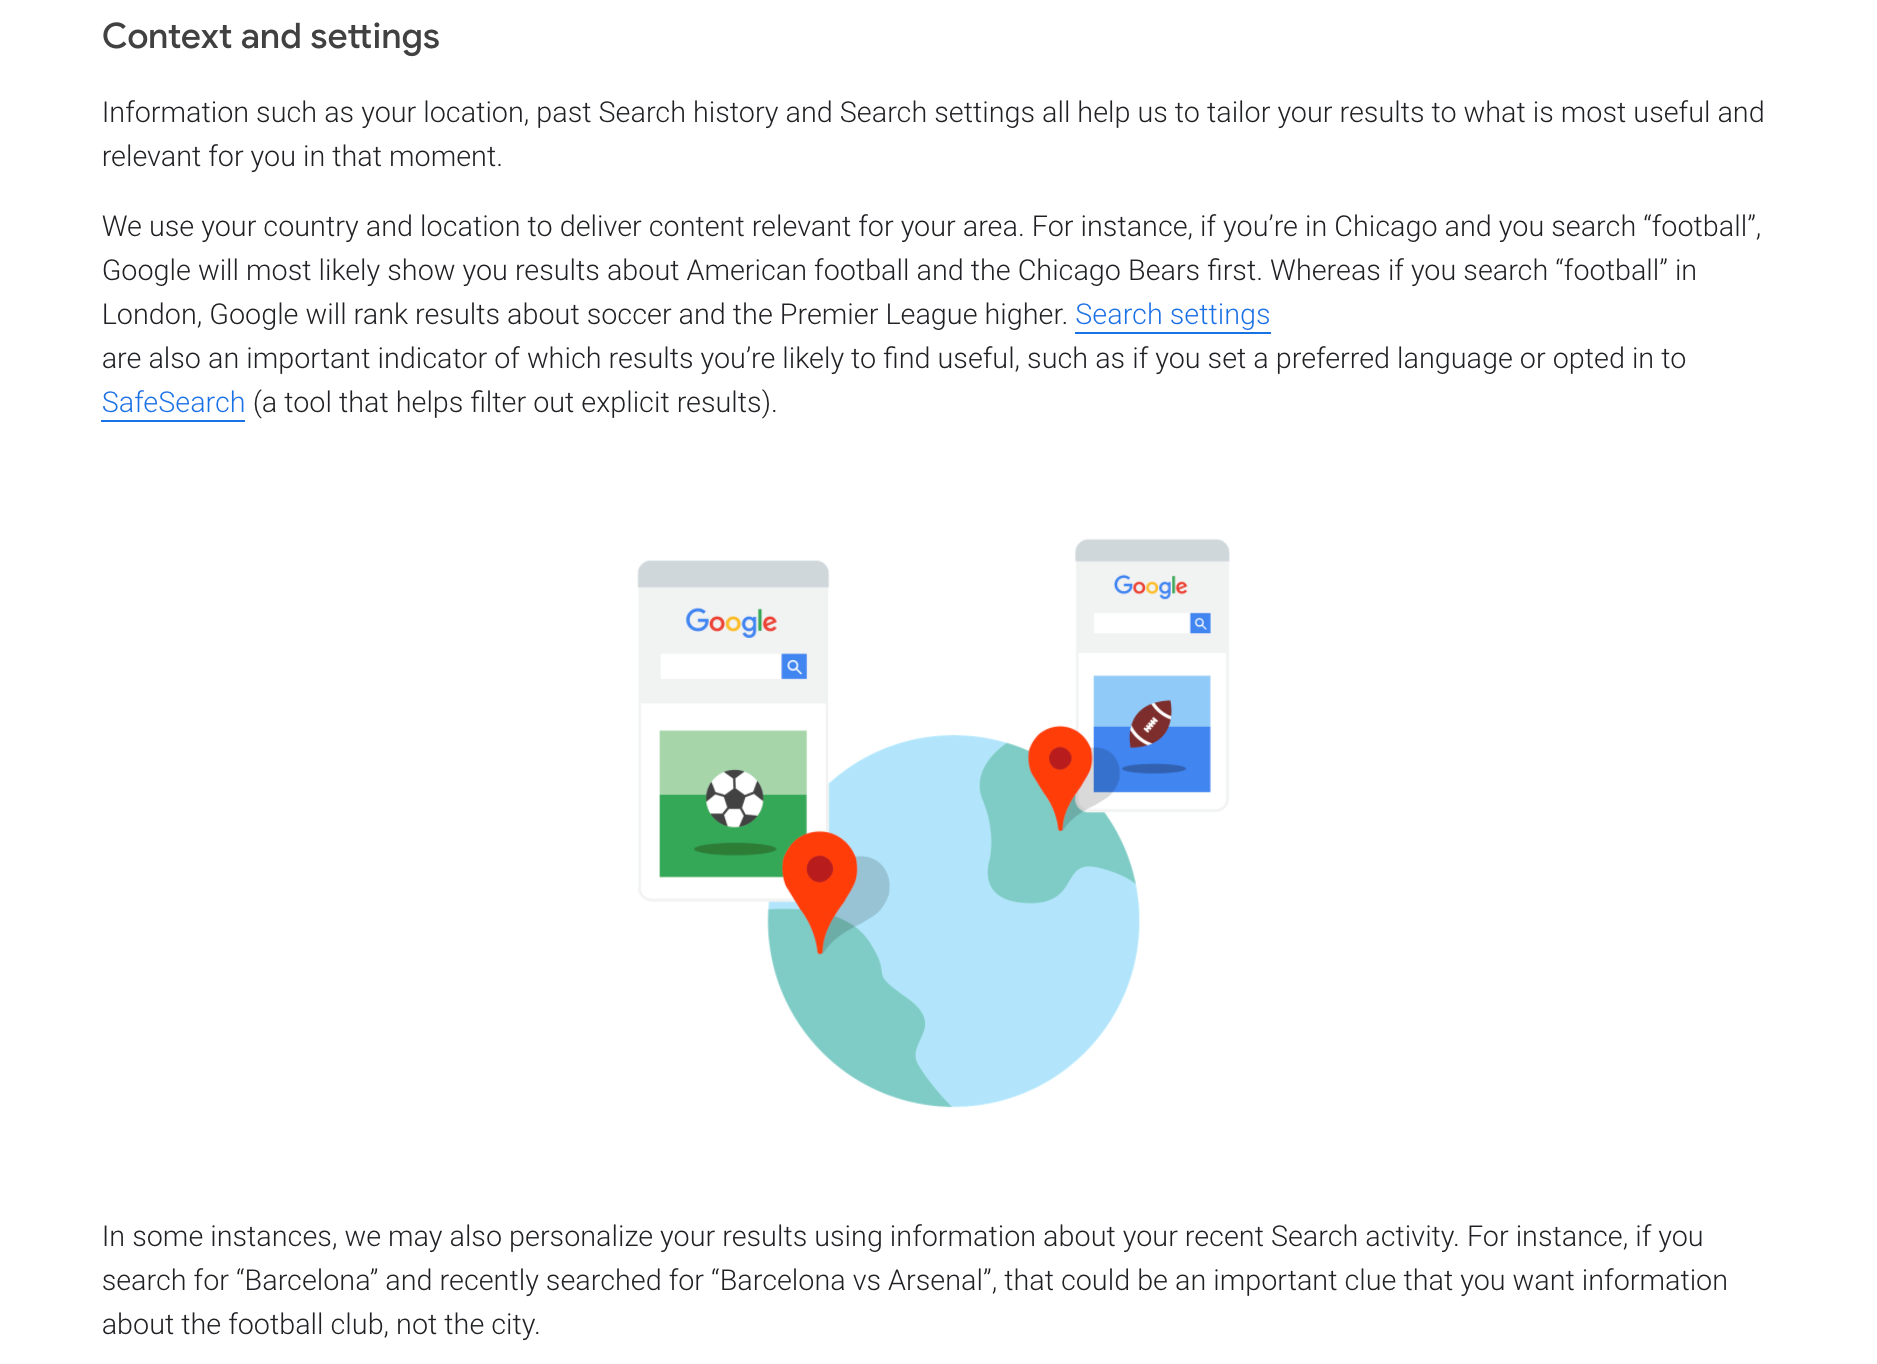 Context and settings
Information such as your location, past Search history and Search settings all help us to tailor your results to what is most useful and
relevant for you in that moment.
We use your country and location to deliver content relevant for your area. For instance, if you’re in Chicago and you search “football”,
Google will most likely show you results about American football and the Chicago Bears first. Whereas if you search “football” in
London, Google will rank results about soccer and the Premier League higher. Search settings
are also an important indicator of which results you’re likely to find useful, such as if you set a preferred language or opted in to
SafeSearch (a tool that helps filter out explicit results).
Google
Google
In some instances, we may also personalize your results using information about your recent Search activity. For instance, if you
search for “Barcelona” and recently searched for “Barcelona vs Arsenal”, that could be an important clue that you want information
about the football club, not the city.